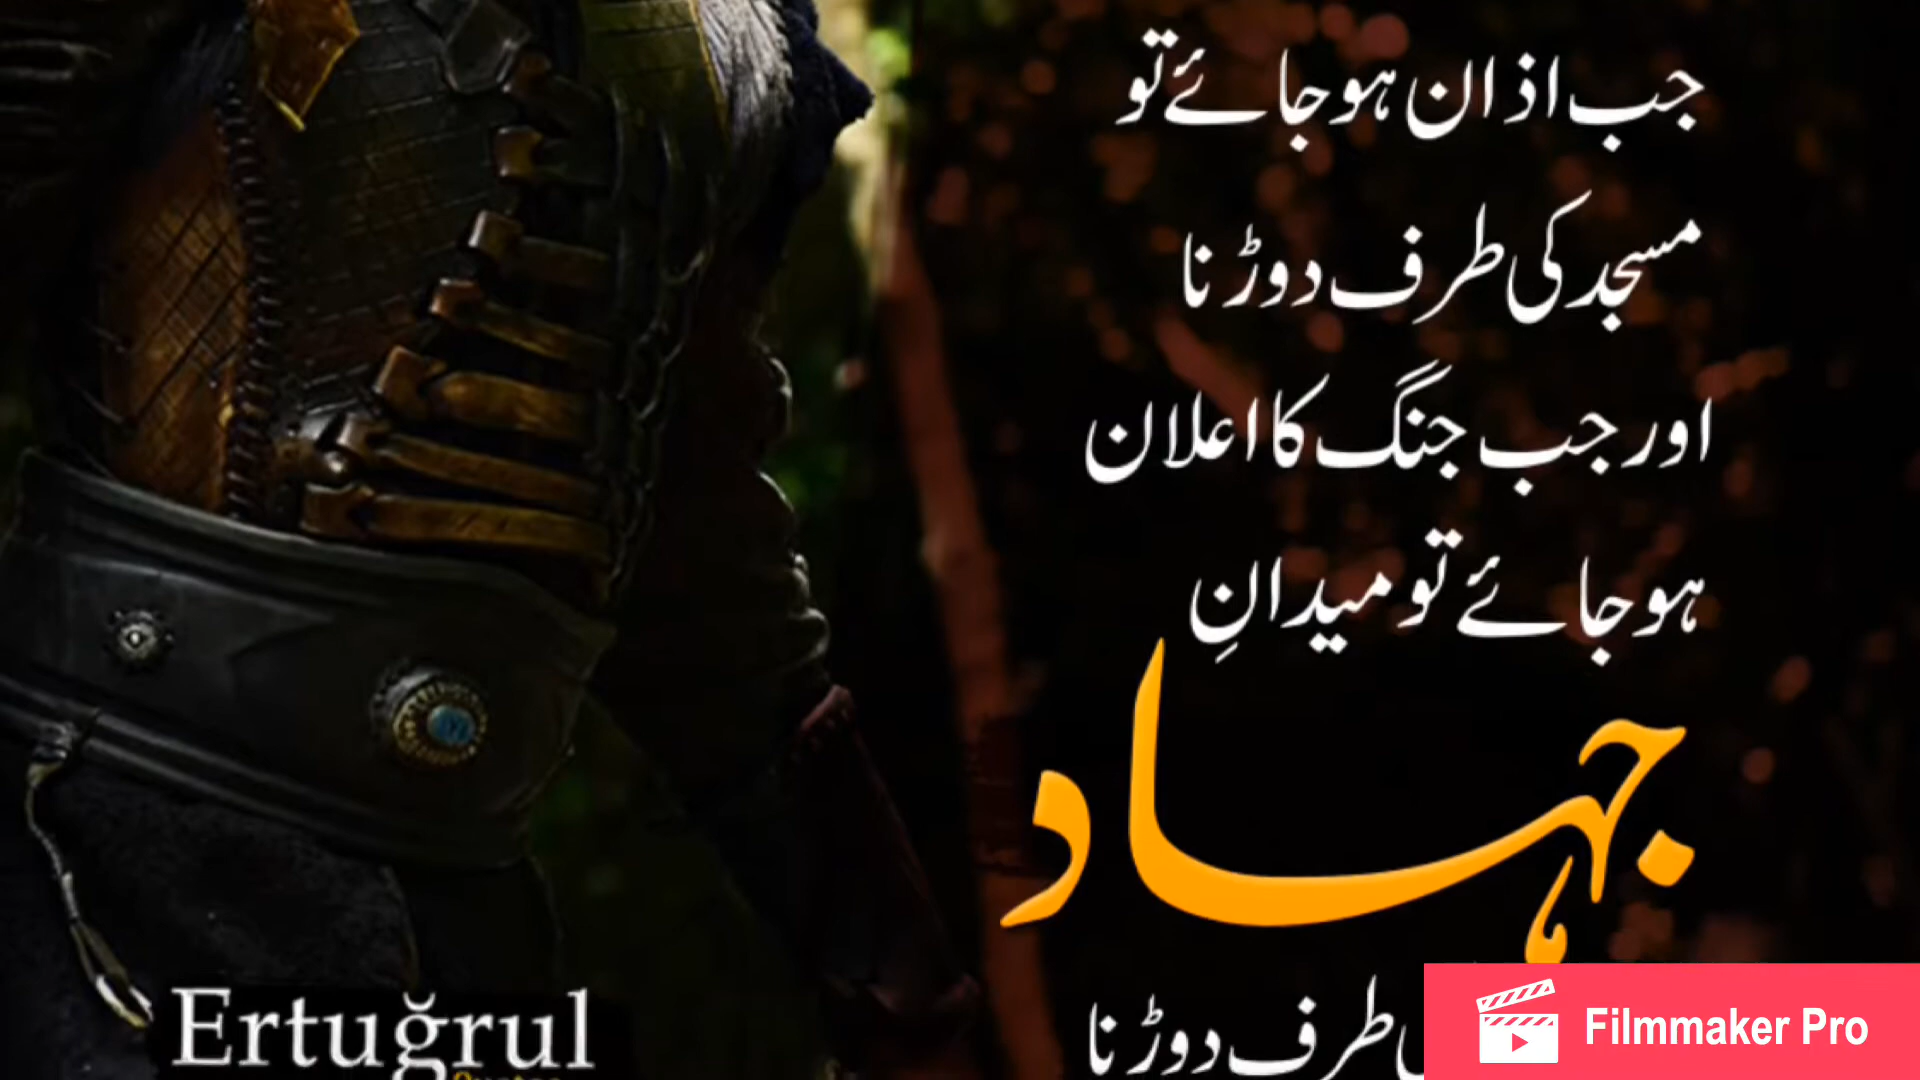 جب اذان ہو جائے تو
مسجد کی طرف دوڑنا
اور جب جنگ کا اعلان
ہو جائے تو میدانِ
جہاد
طرف دوڑنا
Ertuğrul
Filmmaker Pro